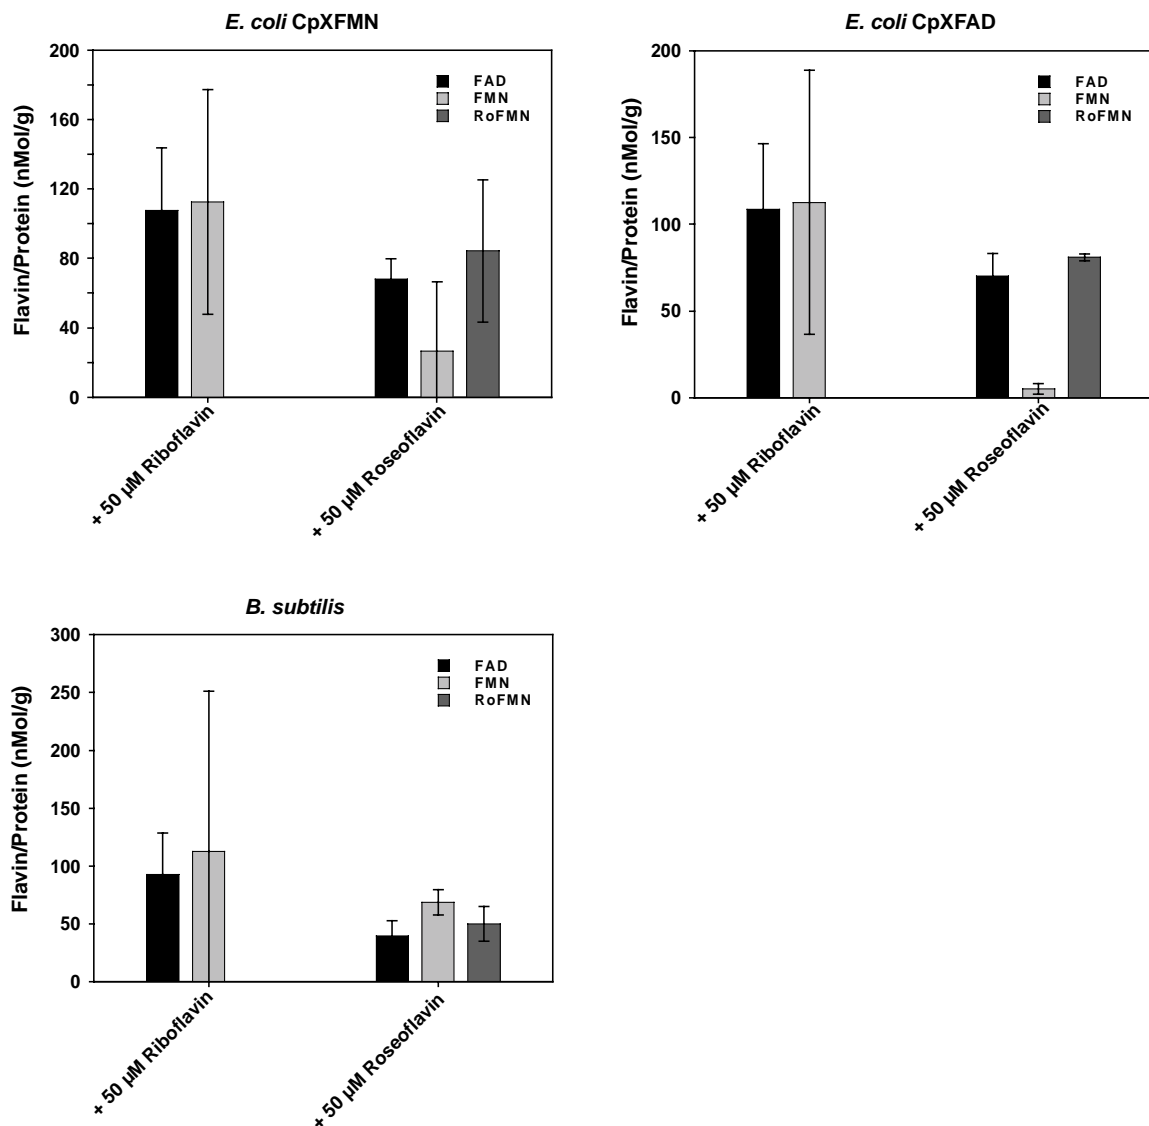 E. coli CpXFMN
Flavin/Protein (nMol/g)
200
160
120
80
40
0
FAD
FMN
RoFMN
+ 50 µM Riboflavin
+ 50 µM Roseoflavin
E. coli CpXFAD
Flavin/Protein (nMol/g)
200
150
100
50
0
FAD
FMN
RoFMN
+ 50 µM Riboflavin
+ 50 µM Roseoflavin
B. subtilis
Flavin/Protein (nMol/g)
300
250
200
150
100
50
0
FAD
FMN
RoFMN
+ 50 µM Riboflavin
+ 50 µM Roseoflavin